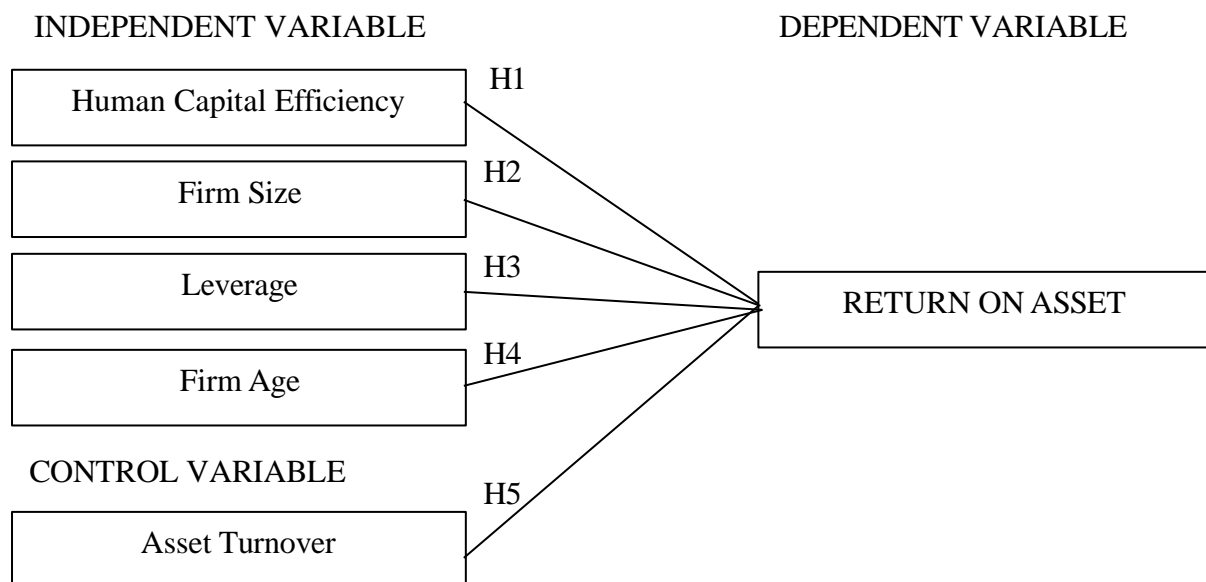 INDEPENDENT VARIABLE
DEPENDENT VARIABLE
Human Capital Efficiency
H1
Firm Size
H2
Leverage
H3
RETURN ON ASSET
Firm Age
H4
CONTROL VARIABLE
Asset Turnover
H5